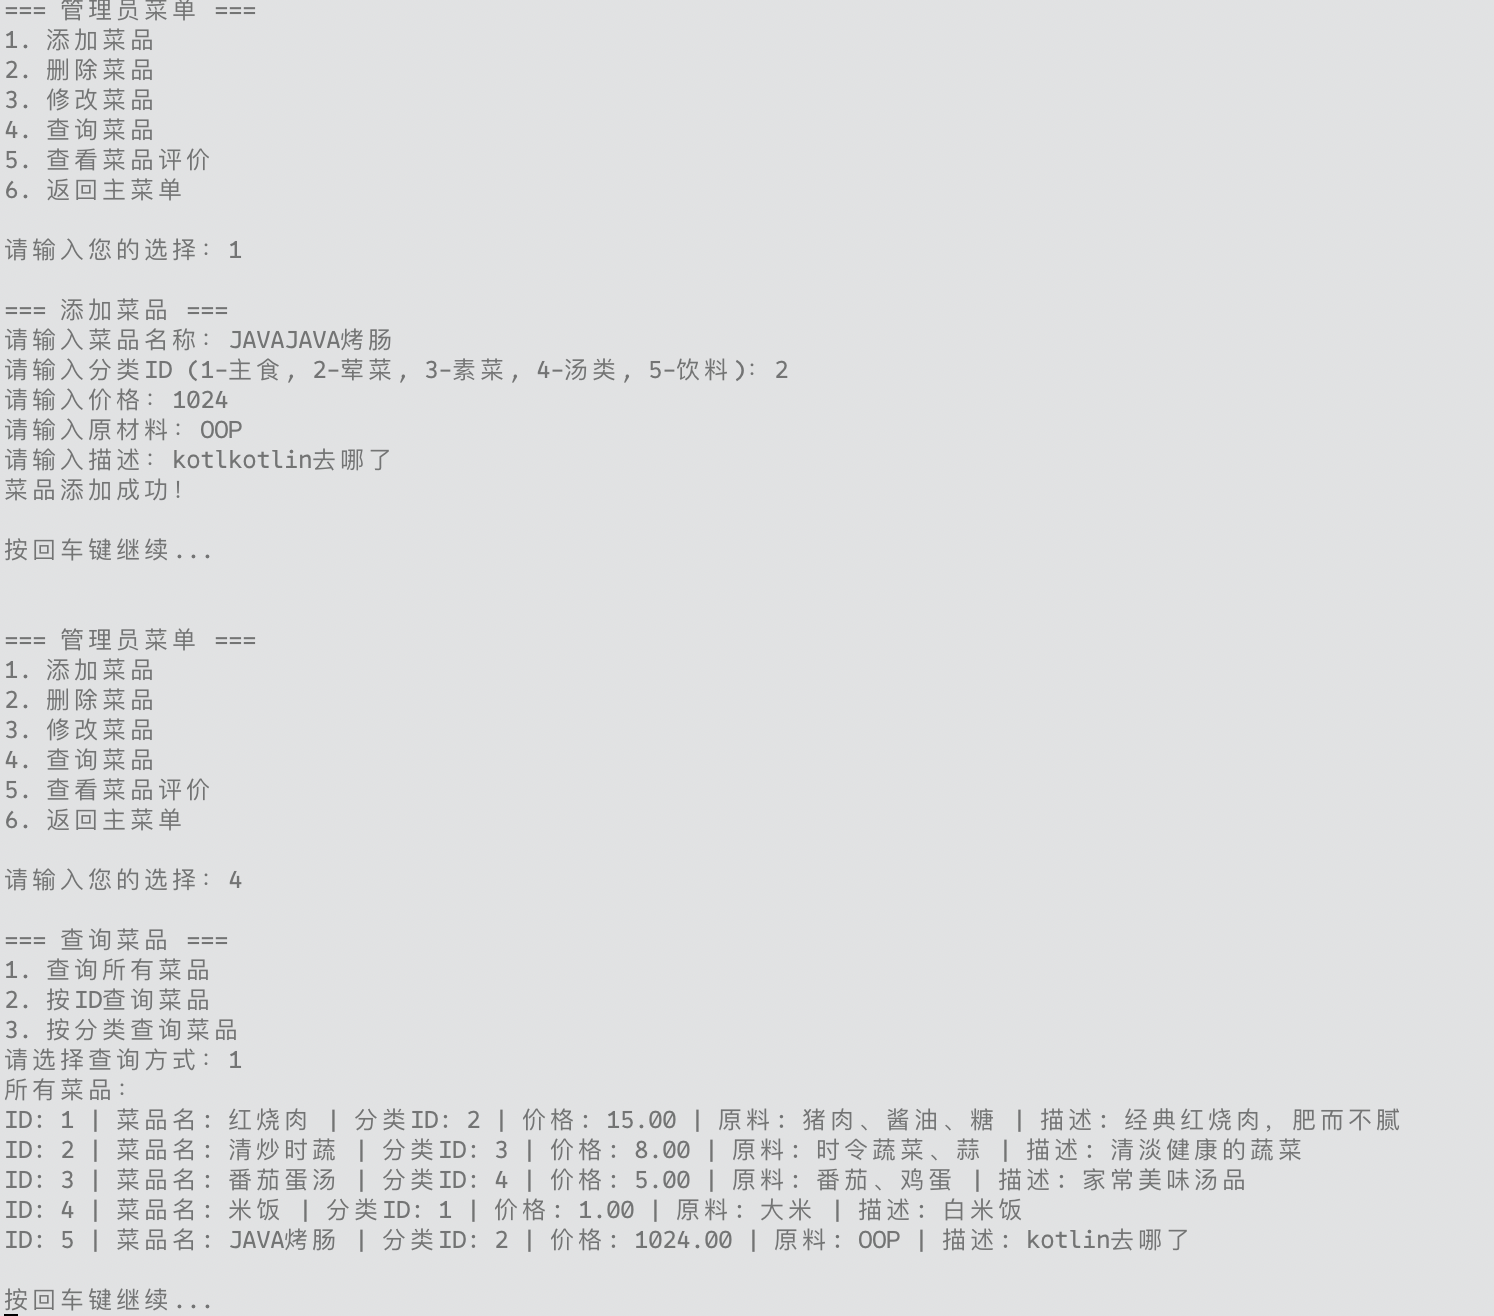 === 管理员菜单 ===
1. 添加菜品
2. 删除菜品
3. 修改菜品
4. 查询菜品
5. 查看菜品评价
6. 返回主菜单
请输入您的选择: 1
=== 添加菜品 ===
请输入菜品名称: JAVAJAVA烤肠
请输入分类ID (1-主食, 2-荤菜, 3-素菜, 4-汤类, 5-饮料): 2
请输入价格: 1024
请输入原材料: OOP
请输入描述: kotlkotlin去哪了
菜品添加成功!
按回车键继续...
=== 管理员菜单 ===
1. 添加菜品
2. 删除菜品
3. 修改菜品
4. 查询菜品
5. 查看菜品评价
6. 返回主菜单
请输入您的选择: 4
=== 查询菜品 ===
1. 查询所有菜品
2. 按ID查询菜品
3. 按分类查询菜品
请选择查询方式: 1
所有菜品:
ID: 1 | 菜品名: 红烧肉 | 分类ID: 2 | 价格: 15.00 | 原料: 猪肉、酱油、糖 | 描述: 经典红烧肉，肥而不腻
ID: 2 | 菜品名: 清炒时蔬 | 分类ID: 3 | 价格: 8.00 | 原料: 时令蔬菜、蒜 | 描述: 清淡健康的蔬菜
ID: 3 | 菜品名: 番茄蛋汤 | 分类ID: 4 | 价格: 5.00 | 原料: 番茄、鸡蛋 | 描述: 家常美味汤品
ID: 4 | 菜品名: 米饭 | 分类ID: 1 | 价格: 1.00 | 原料: 大米 | 描述: 白米饭
ID: 5 | 菜品名: JAVA烤肠 | 分类ID: 2 | 价格: 1024.00 | 原料: OOP | 描述: kotlin去哪了
按回车键继续...